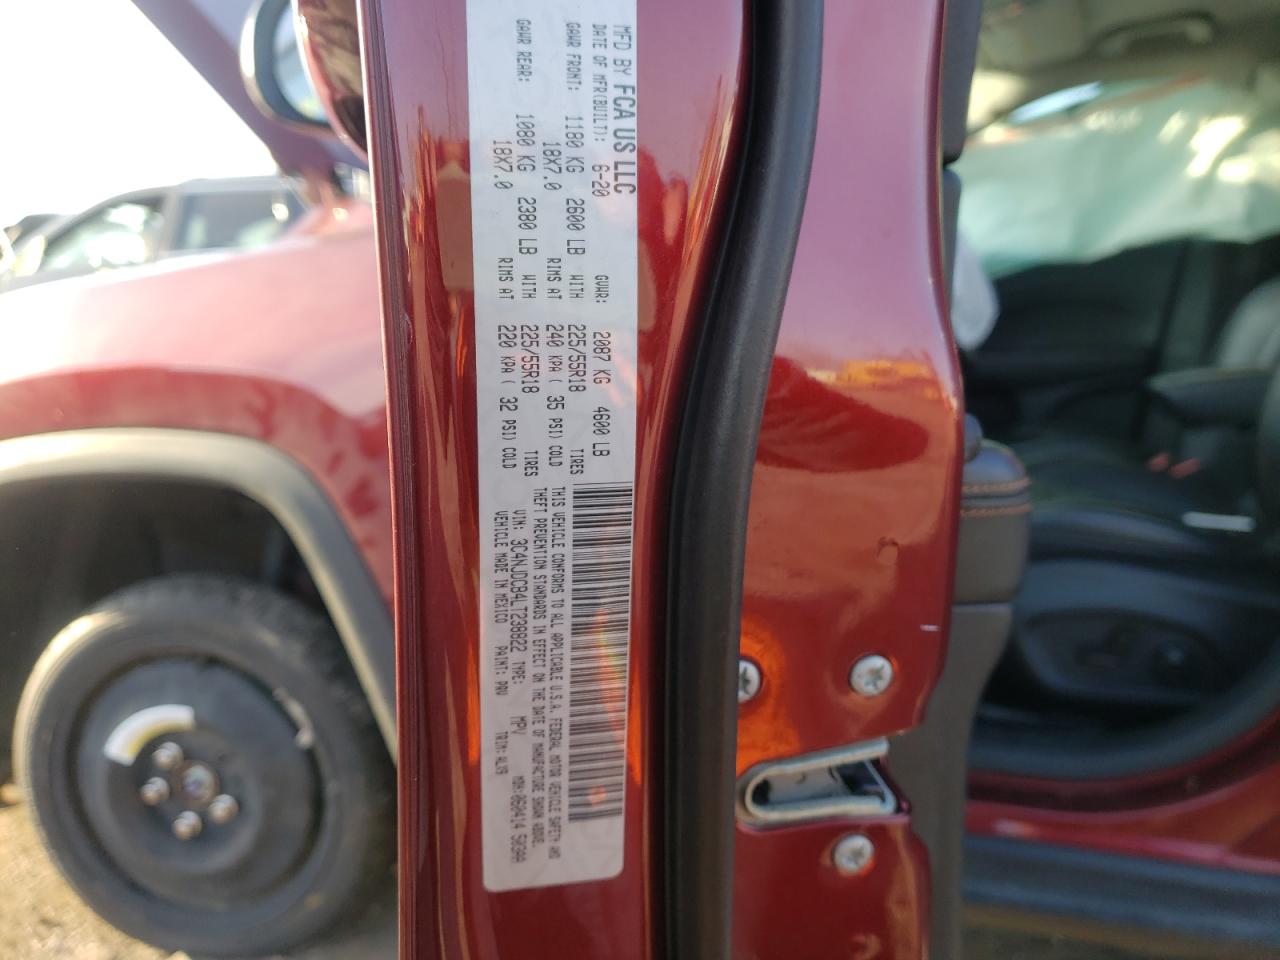 MFD BY FCA US LLC
DATE OF MFR(BUILT): 6-20 GVWR: 2087 KG 4600 LB
GAWR FRONT: 1180 KG 2600 LB WITH 225/55R18 TIRES
18X7.0 RIMS AT 240 KPA ( 35 PSI) COLD
GAWR REAR: 1080 KG 2380 LB WITH 225/55R18 TIRES
18X7.0 RIMS AT 220 KPA ( 32 PSI) COLD
THIS VEHICLE CONFORMS TO ALL APPLICABLE U.S.A. FEDERAL MOTOR VEHICLE SAFETY AND
THEFT PREVENTION STANDARDS IN EFFECT ON THE DATE OF MANUFACTURE SHOWN ABOVE.
VIN: 3C4NJDCB4LT238822 TYPE: MPV MDH:060414 503AA
VEHICLE MADE IN MEXICO PAINT: PRV TRIM:ALX9